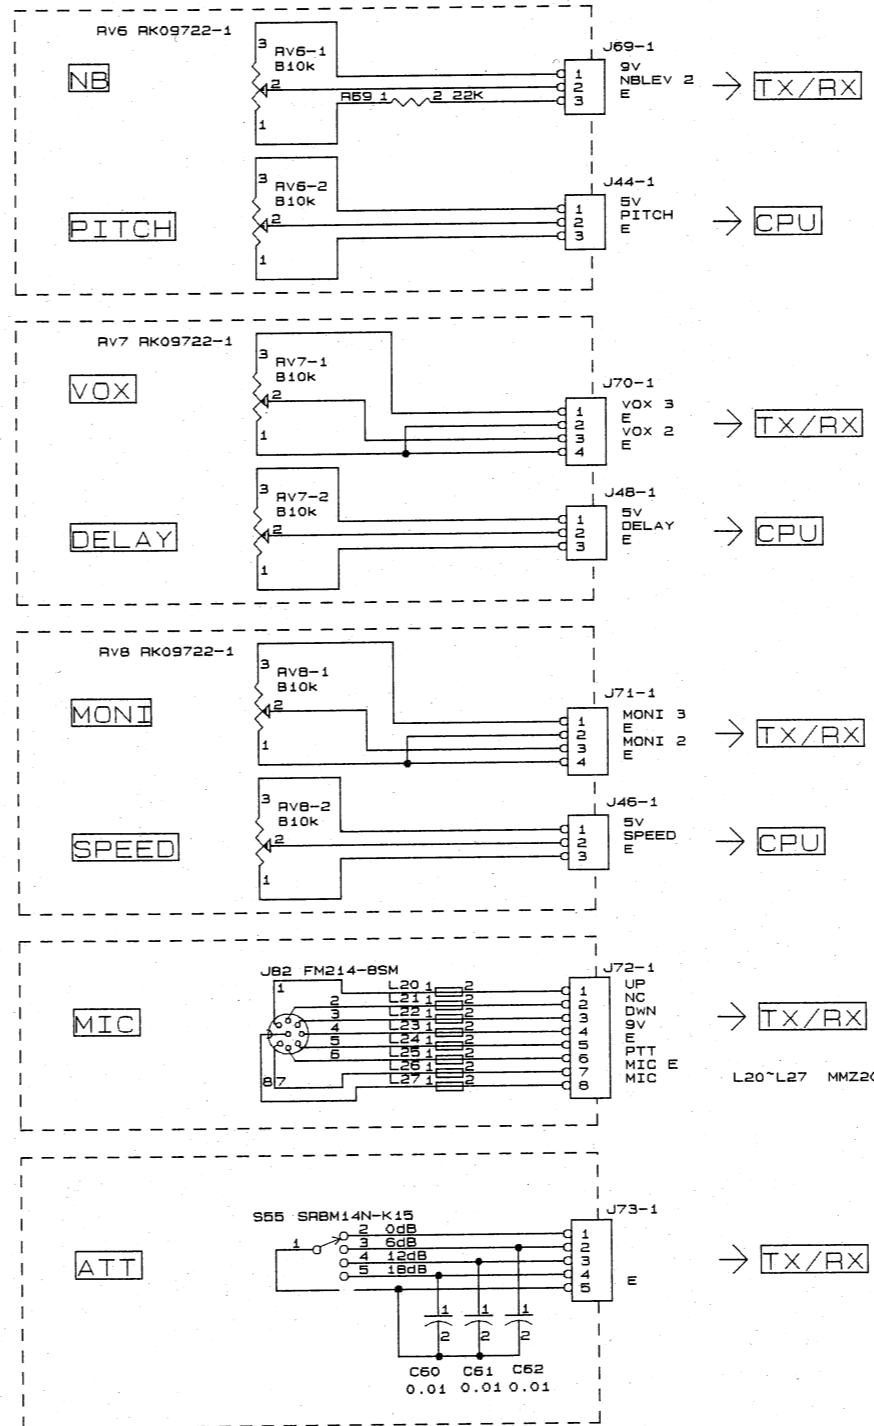 RV6 RK09722-1
NB
3
RV6-1
B10k
2
1
R69 1 2 22K
J69-1
1 9V
2 NBLEV 2
3 E
TX/RX
PITCH
3
RV6-2
B10k
2
1
J44-1
1 5V
2 PITCH
3 E
CPU
RV7 RK09722-1
VOX
3
RV7-1
B10k
2
1
J70-1
1 VOX 3
2 E
3 VOX 2
4 E
TX/RX
DELAY
3
RV7-2
B10k
2
1
J48-1
1 5V
2 DELAY
3 E
CPU
RV8 RK09722-1
MONI
3
RV8-1
B10k
2
1
J71-1
1 MONI 3
2 E
3 MONI 2
4 E
TX/RX
SPEED
3
RV8-2
B10k
2
1
J46-1
1 5V
2 SPEED
3 E
CPU
MIC
J82 FM214-8SM
1
2
3
4
5
6
8 7
L20 1 2
L21 1 2
L22 1 2
L23 1 2
L24 1 2
L25 1 2
L26 1 2
L27 1 2
J72-1
1 UP
2 NC
3 DWN
4 9V
5 E
6 PTT
7 MIC E
8 MIC
TX/RX
L20~L27 MMZ20
ATT
S55 SRBM14N-K15
1
2 0dB
3 6dB
4 12dB
5 18dB
J73-1
1
2
3
4
5 E
TX/RX
1 1 1
2 2 2
C60 C61 C62
0.01 0.01 0.01